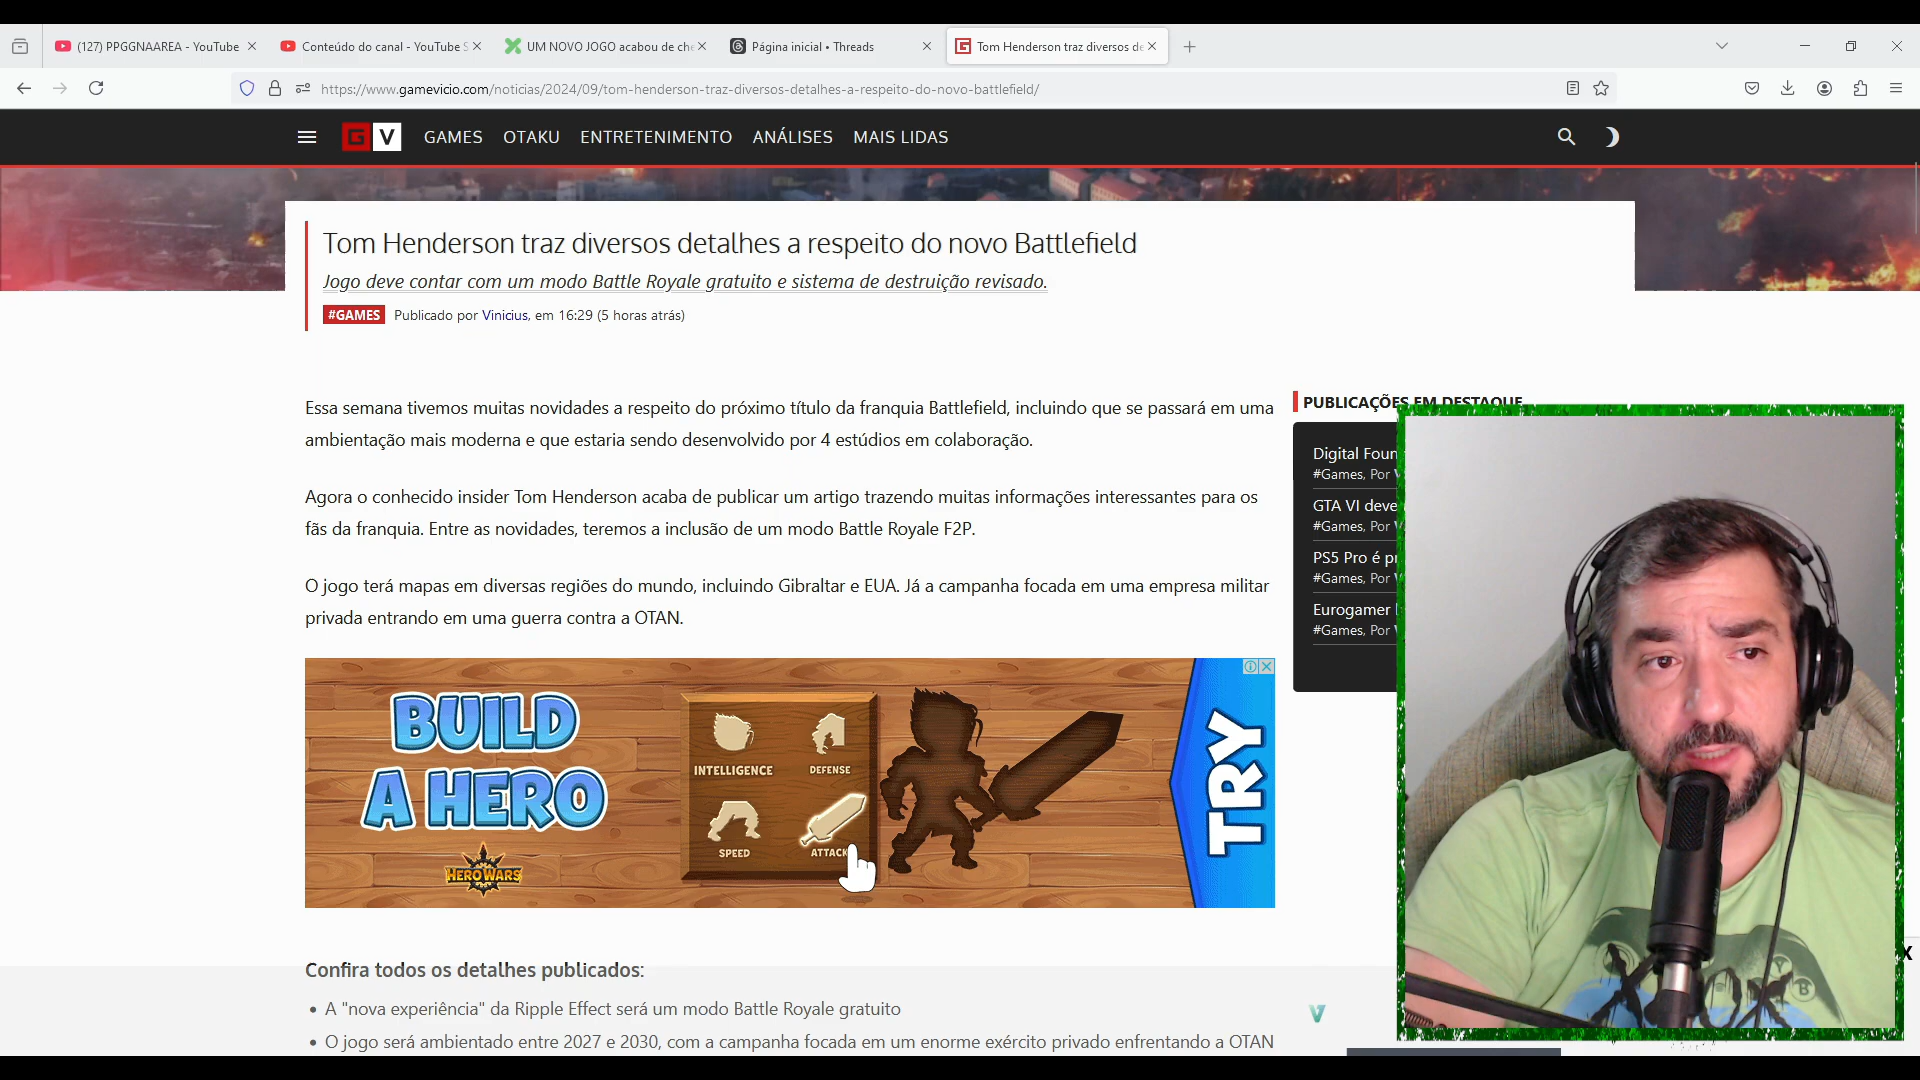 (127) PPGGNAAREA - YouTube
Conteúdo do canal - YouTube S
UM NOVO JOGO acabou de che
Página inicial • Threads
Tom Henderson traz diversos de
https://www.gamevicio.com/noticias/2024/09/tom-henderson-traz-diversos-detalhes-a-respeito-do-novo-battlefield/
G V
GAMES OTAKU ENTRETENIMENTO ANÁLISES MAIS LIDAS
Tom Henderson traz diversos detalhes a respeito do novo Battlefield
Jogo deve contar com um modo Battle Royale gratuito e sistema de destruição revisado.
#GAMES Publicado por Vinicius, em 16:29 (5 horas atrás)
Essa semana tivemos muitas novidades a respeito do próximo título da franquia Battlefield, incluindo que se passará em uma
ambientação mais moderna e que estaria sendo desenvolvido por 4 estúdios em colaboração.
Agora o conhecido insider Tom Henderson acaba de publicar um artigo trazendo muitas informações interessantes para os
fãs da franquia. Entre as novidades, teremos a inclusão de um modo Battle Royale F2P.
O jogo terá mapas em diversas regiões do mundo, incluindo Gibraltar e EUA. Já a campanha focada em uma empresa militar
privada entrando em uma guerra contra a OTAN.
PUBLICAÇÕES EM DESTAQUE
Digital Foun
#Games, Por V
GTA VI deve
#Games, Por V
PS5 Pro é pr
#Games, Por V
Eurogamer
#Games, Por V
BUILD
A HERO
HERO WARS
INTELLIGENCE
DEFENSE
SPEED
ATTACK
TRY
Confira todos os detalhes publicados:
• A "nova experiência" da Ripple Effect será um modo Battle Royale gratuito
• O jogo será ambientado entre 2027 e 2030, com a campanha focada em um enorme exército privado enfrentando a OTAN
V
X